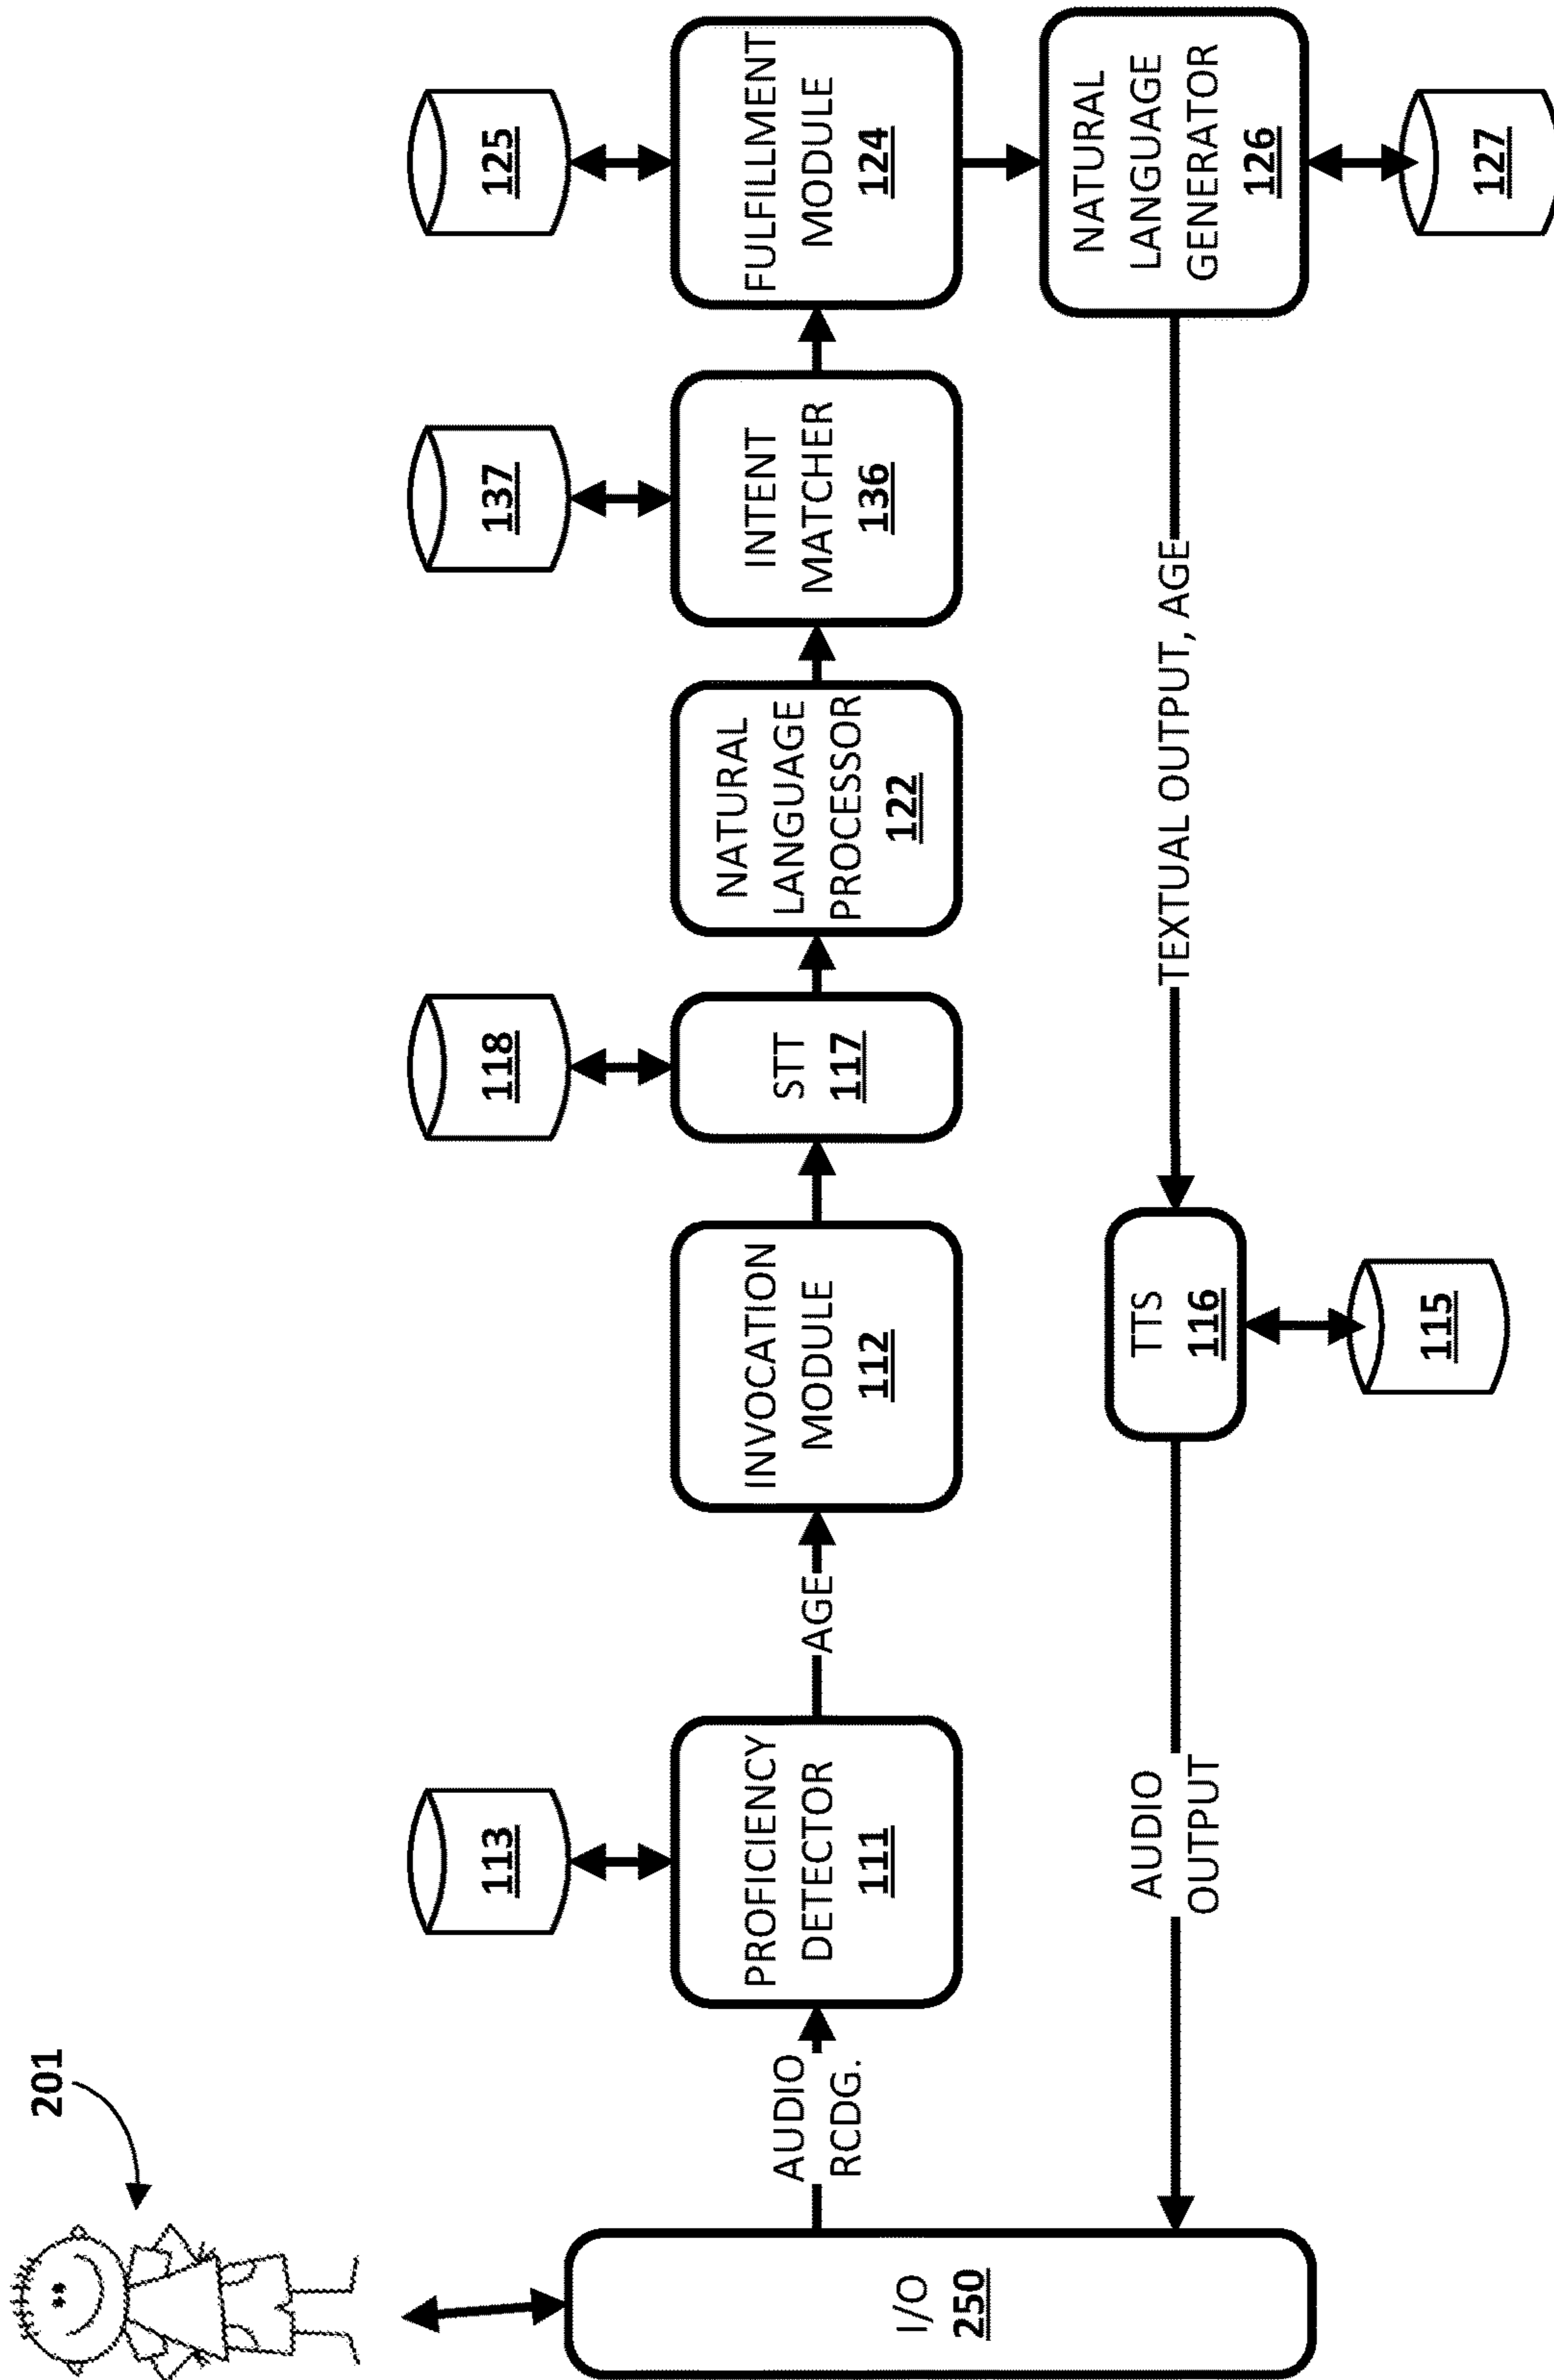 201
I/O
250
AUDIO
RCDG.
113
PROFICIENCY
DETECTOR
111
AGE
INVOCATION
MODULE
112
118
STT
117
NATURAL
LANGUAGE
PROCESSOR
122
137
INTENT
MATCHER
136
125
FULFILLMENT
MODULE
124
NATURAL
LANGUAGE
GENERATOR
126
127
TEXTUAL OUTPUT, AGE
TTS
116
115
AUDIO
OUTPUT